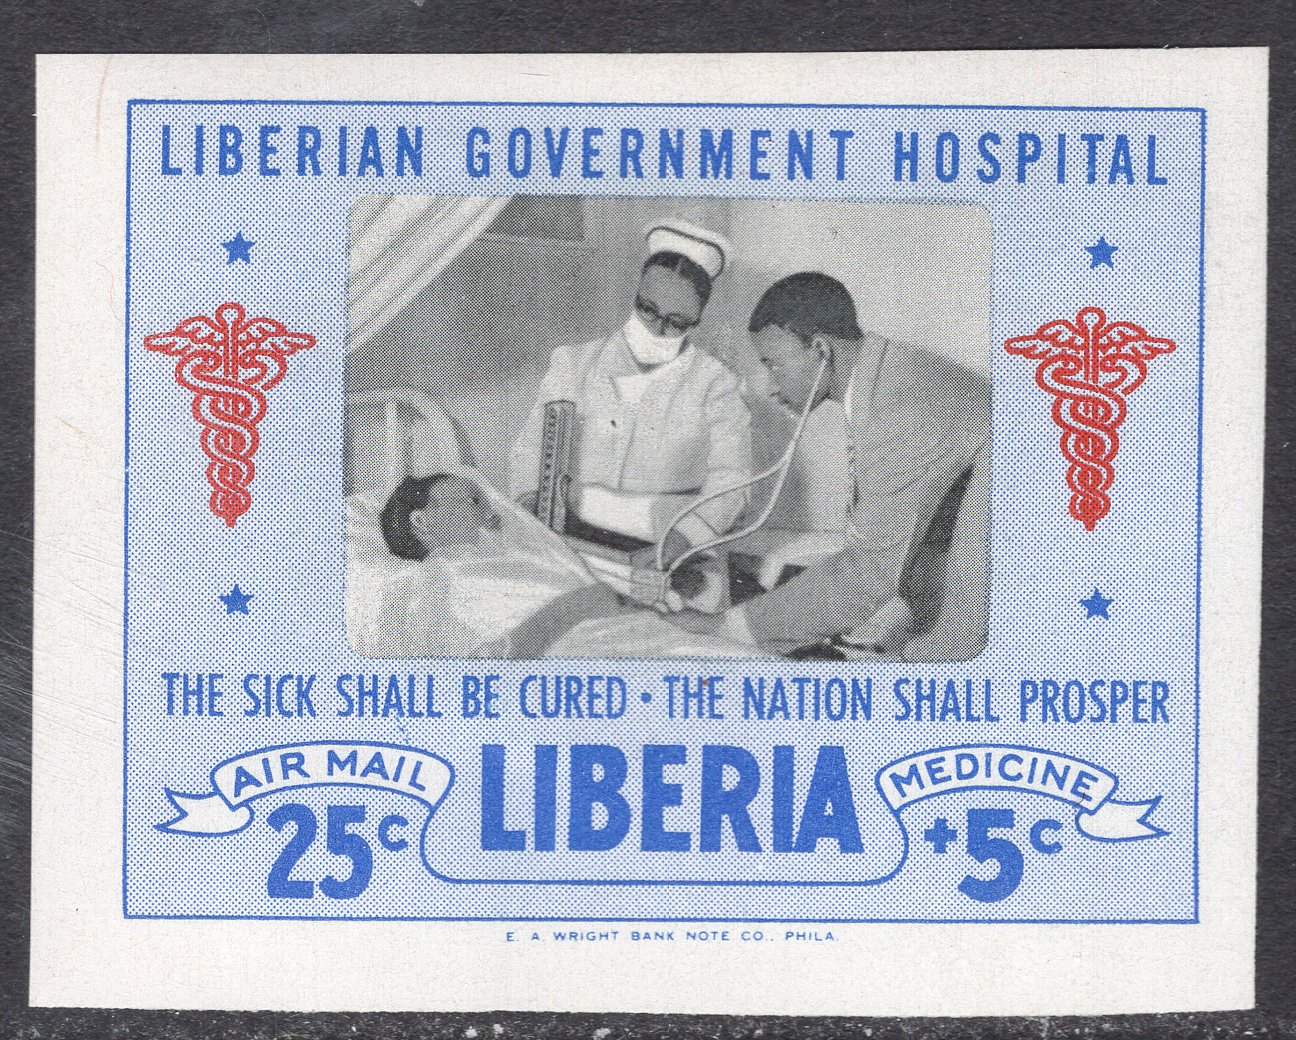 LIBERIAN GOVERNMENT HOSPITAL
THE SICK SHALL BE CURED • THE NATION SHALL PROSPER
AIR MAIL
25c
LIBERIA
MEDICINE
+5c
E. A. WRIGHT BANK NOTE CO., PHILA.